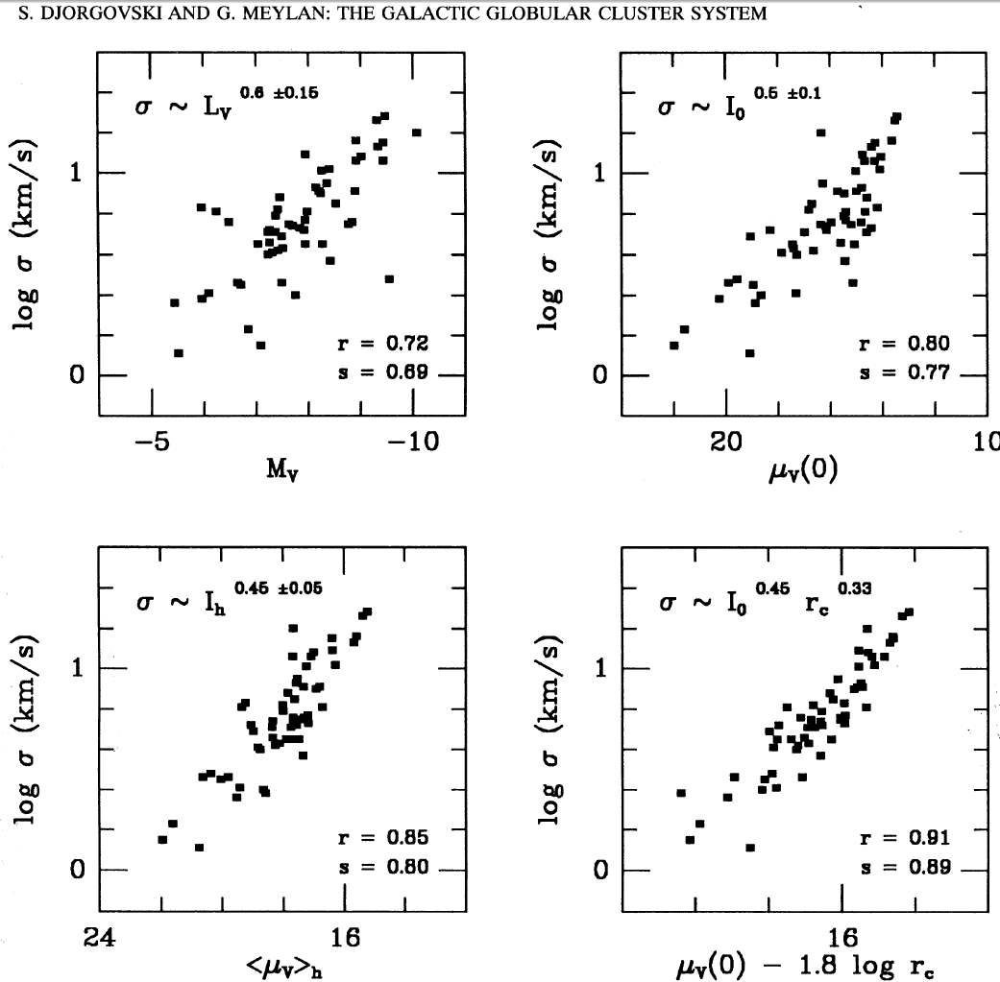 S. DJORGOVSKI AND G. MEYLAN: THE GALACTIC GLOBULAR CLUSTER SYSTEM
σ ~ L_V^0.6 ±0.15
log σ (km/s)
1
0
r = 0.72
s = 0.69
-5 -10
M_V
σ ~ I_0^0.5 ±0.1
log σ (km/s)
1
0
r = 0.80
s = 0.77
20 10
μ_V(0)
σ ~ I_h^0.45 ±0.05
log σ (km/s)
1
0
r = 0.85
s = 0.80
24 16
<μ_V>_h
σ ~ I_0^0.45 r_c^0.33
log σ (km/s)
1
0
r = 0.91
s = 0.89
16
μ_V(0) − 1.8 log r_c